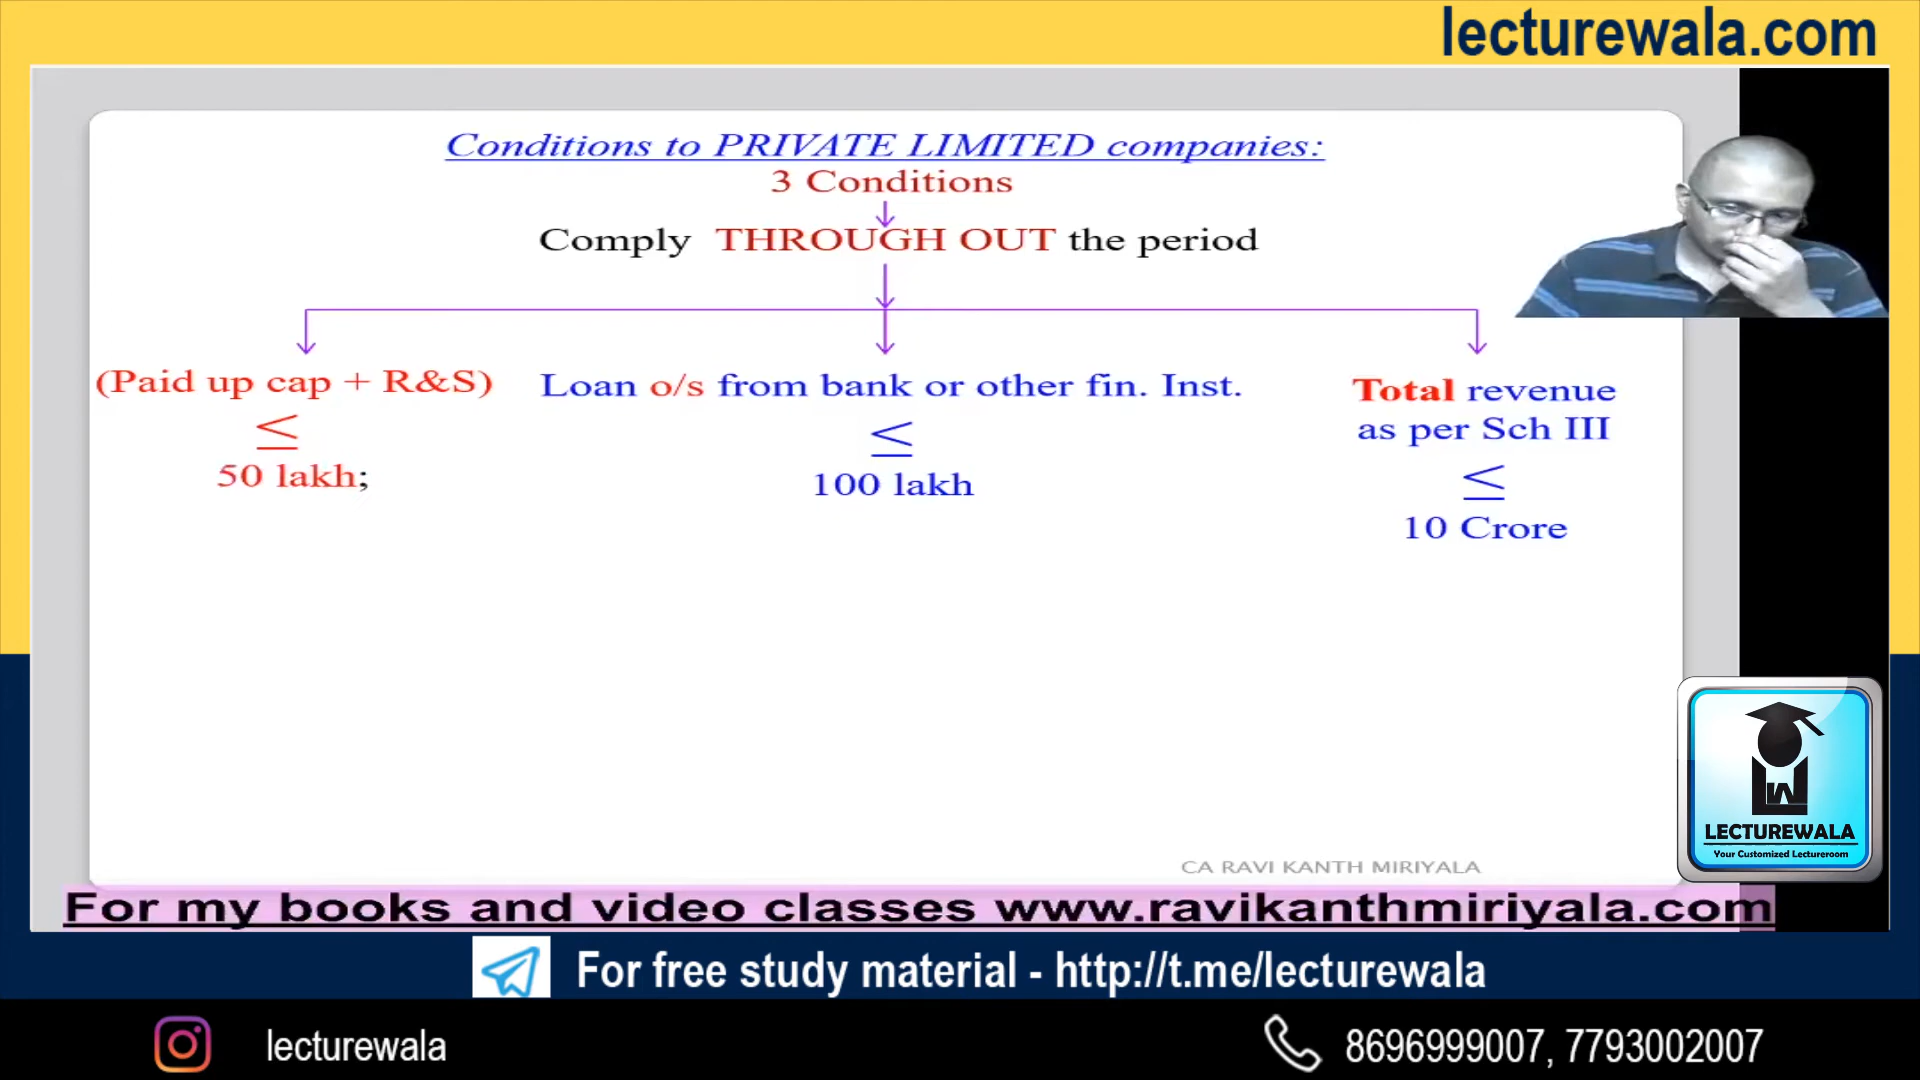 lecturewala.com
Conditions to PRIVATE LIMITED companies:
3 Conditions
Comply THROUGH OUT the period
(Paid up cap + R&S)
≤
50 lakh;
Loan o/s from bank or other fin. Inst.
≤
100 lakh
Total revenue
as per Sch III
≤
10 Crore
LW
LECTUREWALA
Your Customized Lectureroom
CA RAVI KANTH MIRIYALA
For my books and video classes www.ravikanthmiriyala.com
For free study material - http://t.me/lecturewala
lecturewala
8696999007, 7793002007